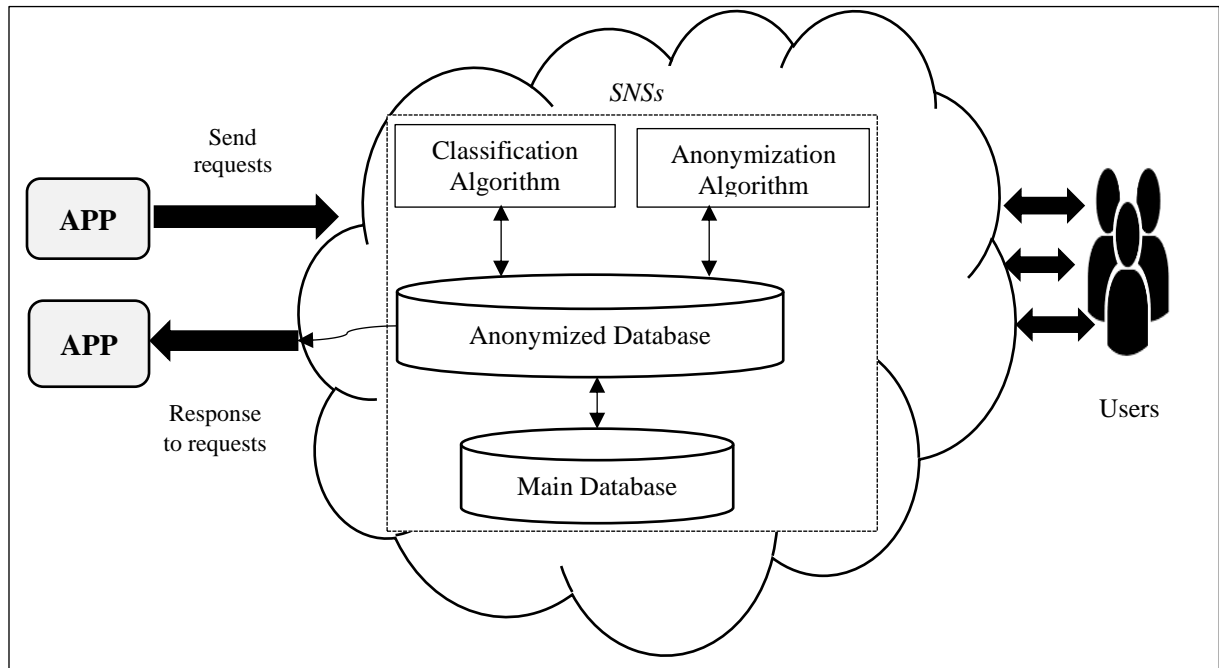 SNSs
Send
requests
Classification
Algorithm
Anonymization
Algorithm
APP
APP
Anonymized Database
Response
to requests
Main Database
Users